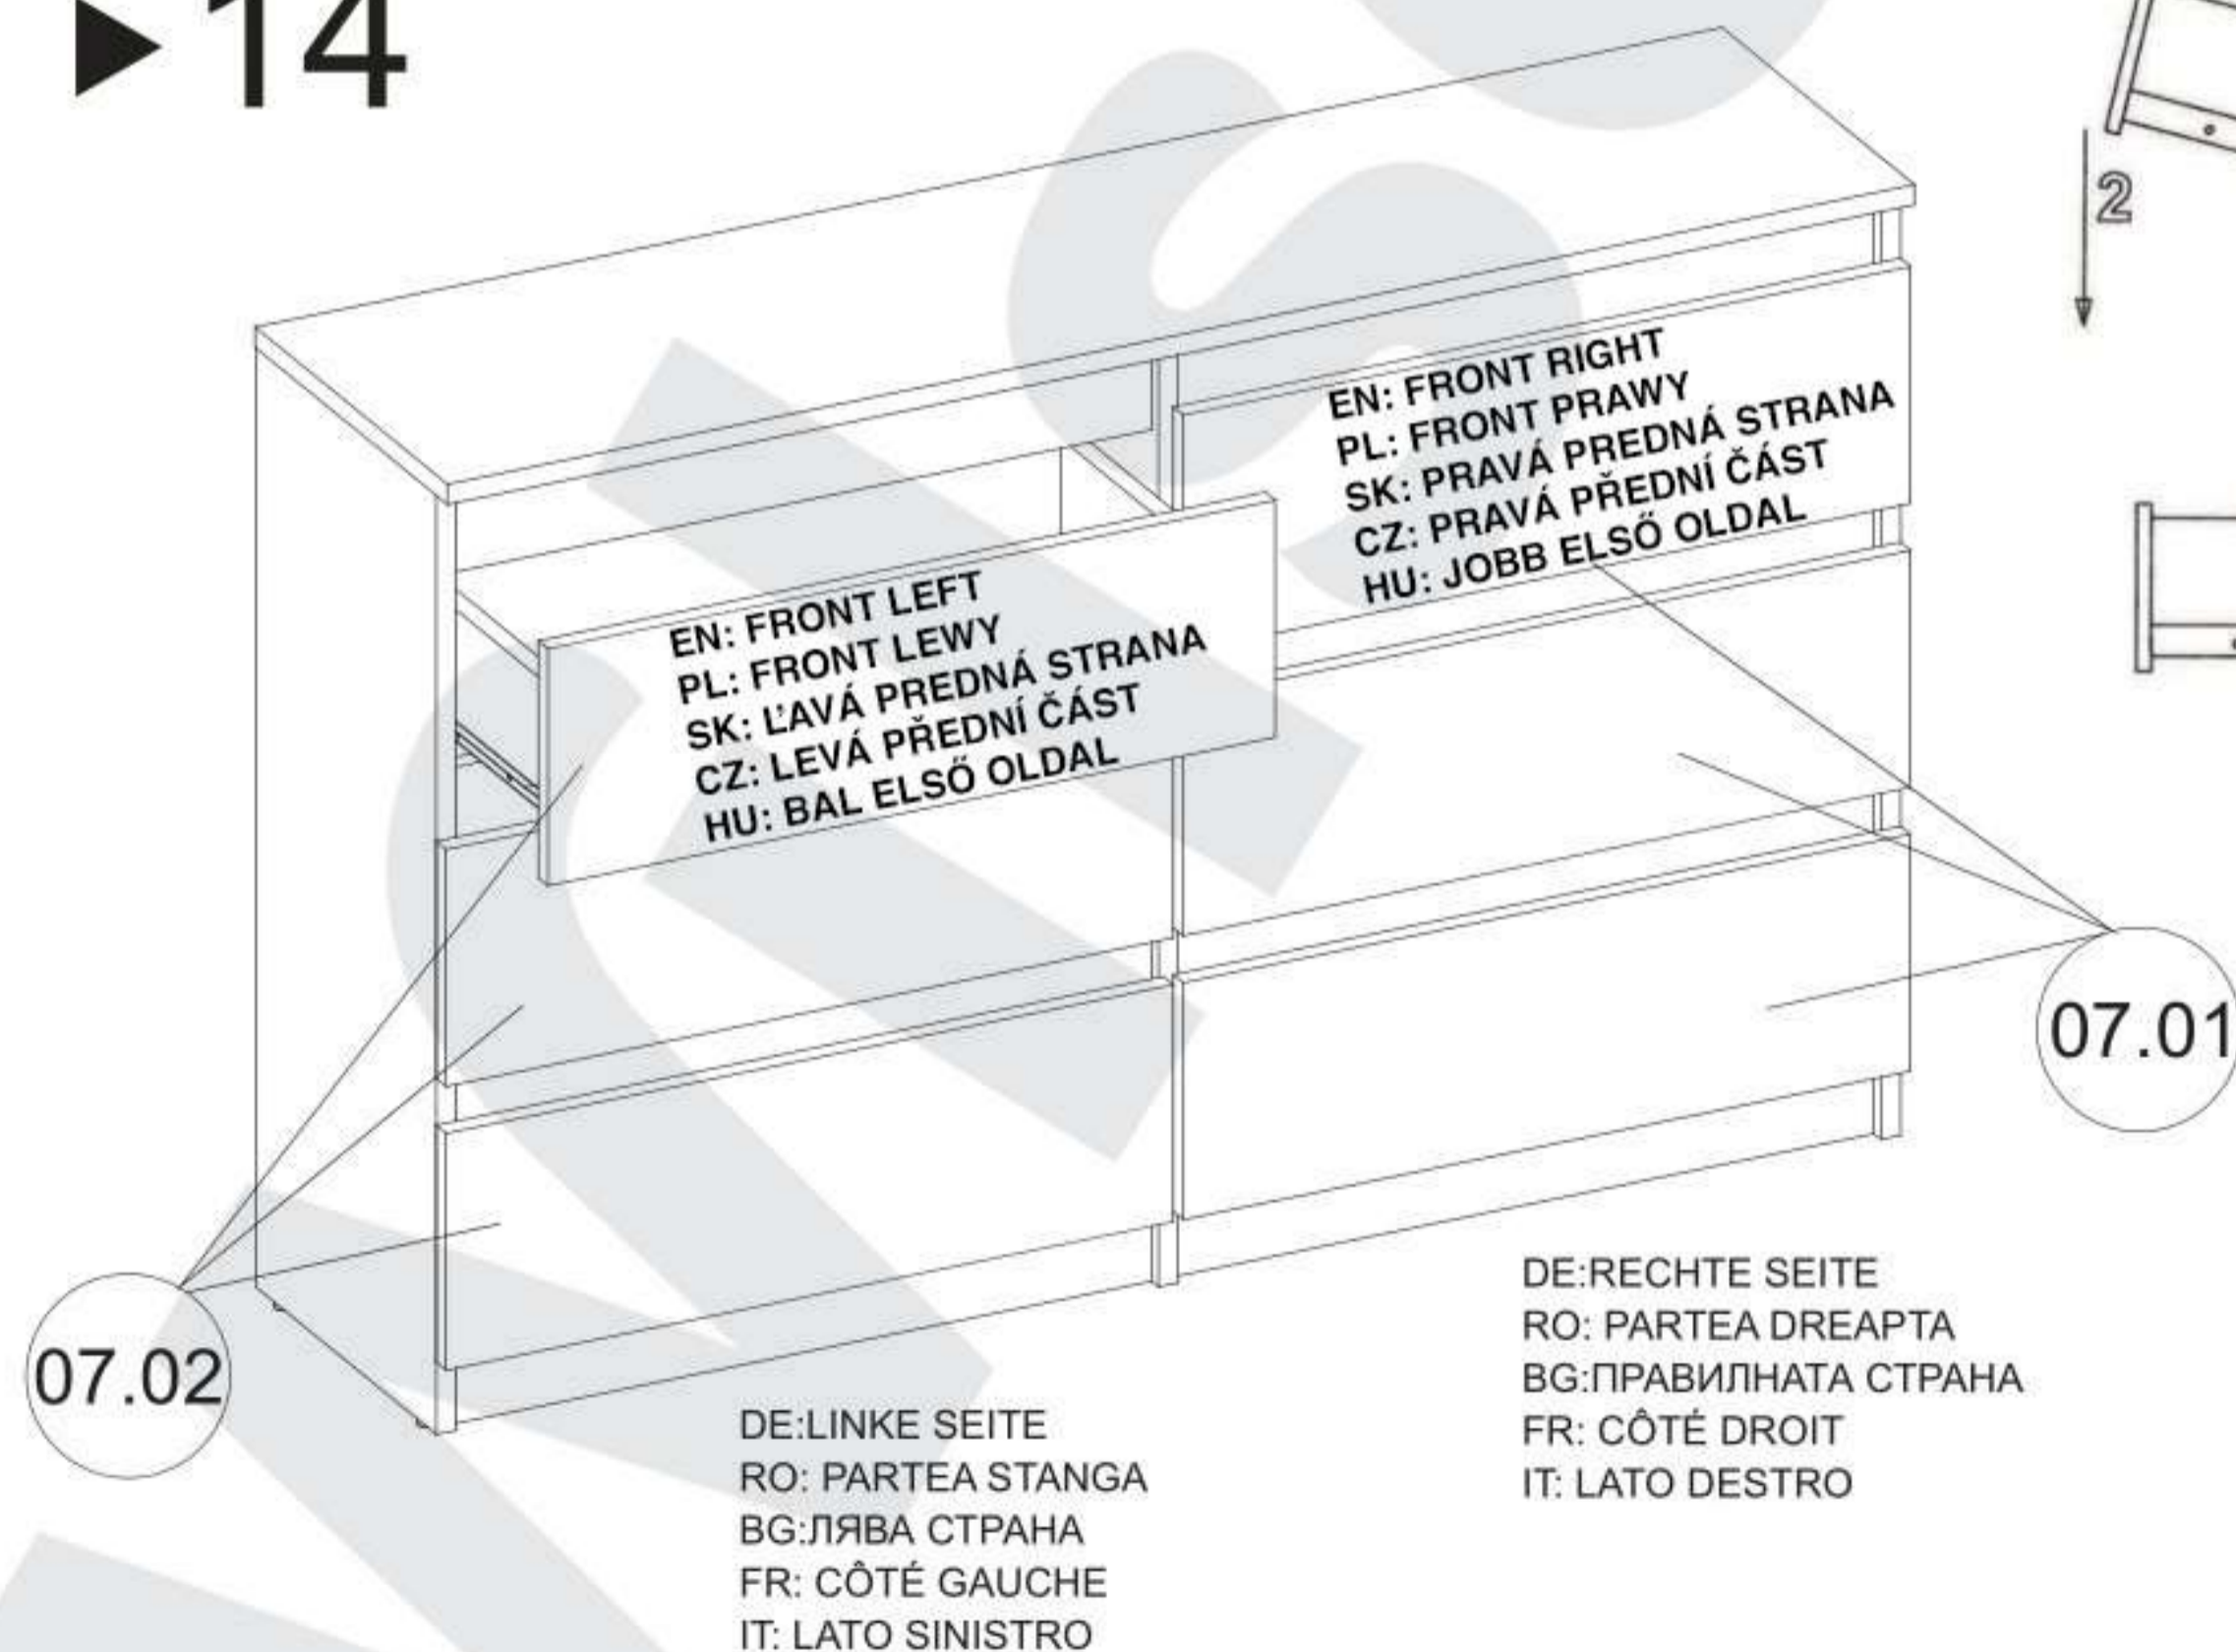 14
2
EN: FRONT RIGHT
PL: FRONT PRAWY
SK: PRAVÁ PREDNÁ STRANA
CZ: PRAVÁ PŘEDNÍ ČÁST
HU: JOBB ELSŐ OLDAL
EN: FRONT LEFT
PL: FRONT LEWY
SK: ĽAVÁ PREDNÁ STRANA
CZ: LEVÁ PŘEDNÍ ČÁST
HU: BAL ELSŐ OLDAL
07.01
07.02
DE:RECHTE SEITE
RO: PARTEA DREAPTA
BG:ПРАВИЛНАТА СТРАНА
FR: CÔTÉ DROIT
IT: LATO DESTRO
DE:LINKE SEITE
RO: PARTEA STANGA
BG:ЛЯВА СТРАНА
FR: CÔTÉ GAUCHE
IT: LATO SINISTRO